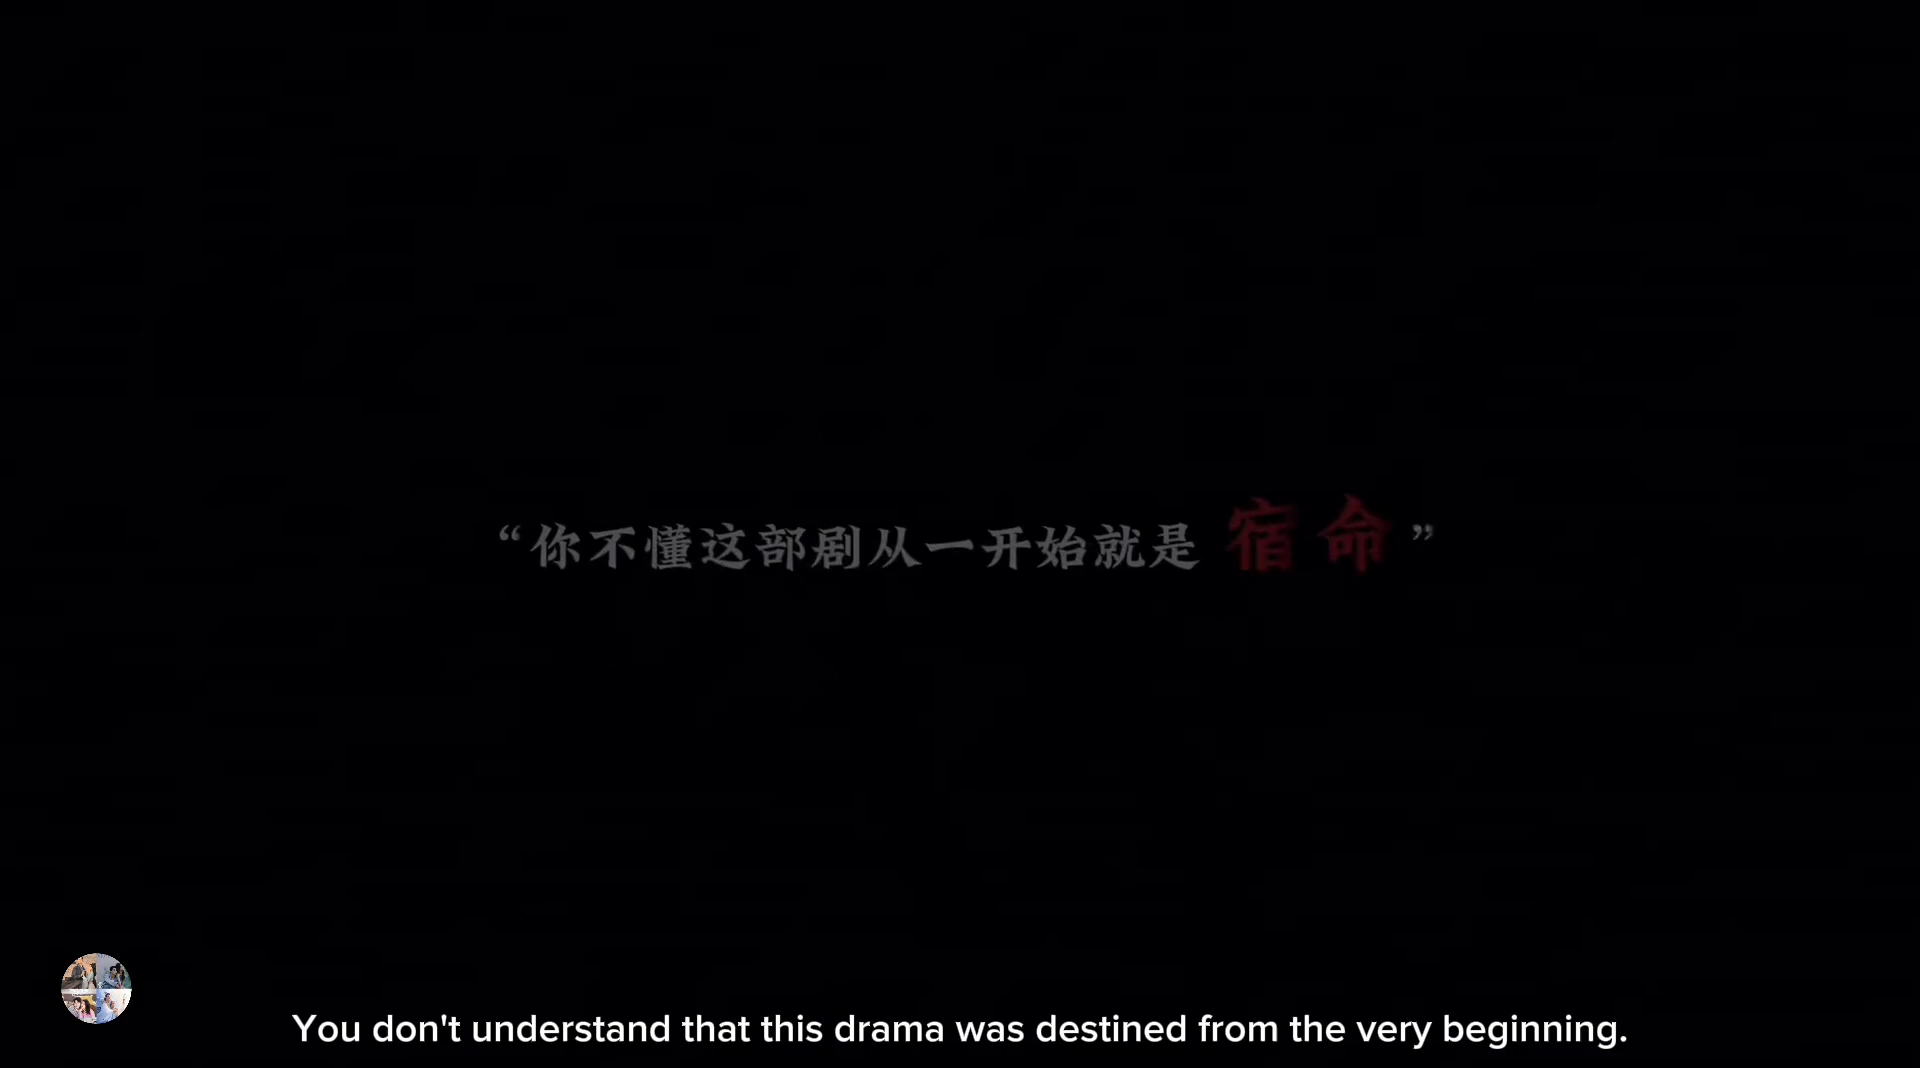 “你不懂这部剧从一开始就是 宿命”
You don't understand that this drama was destined from the very beginning.